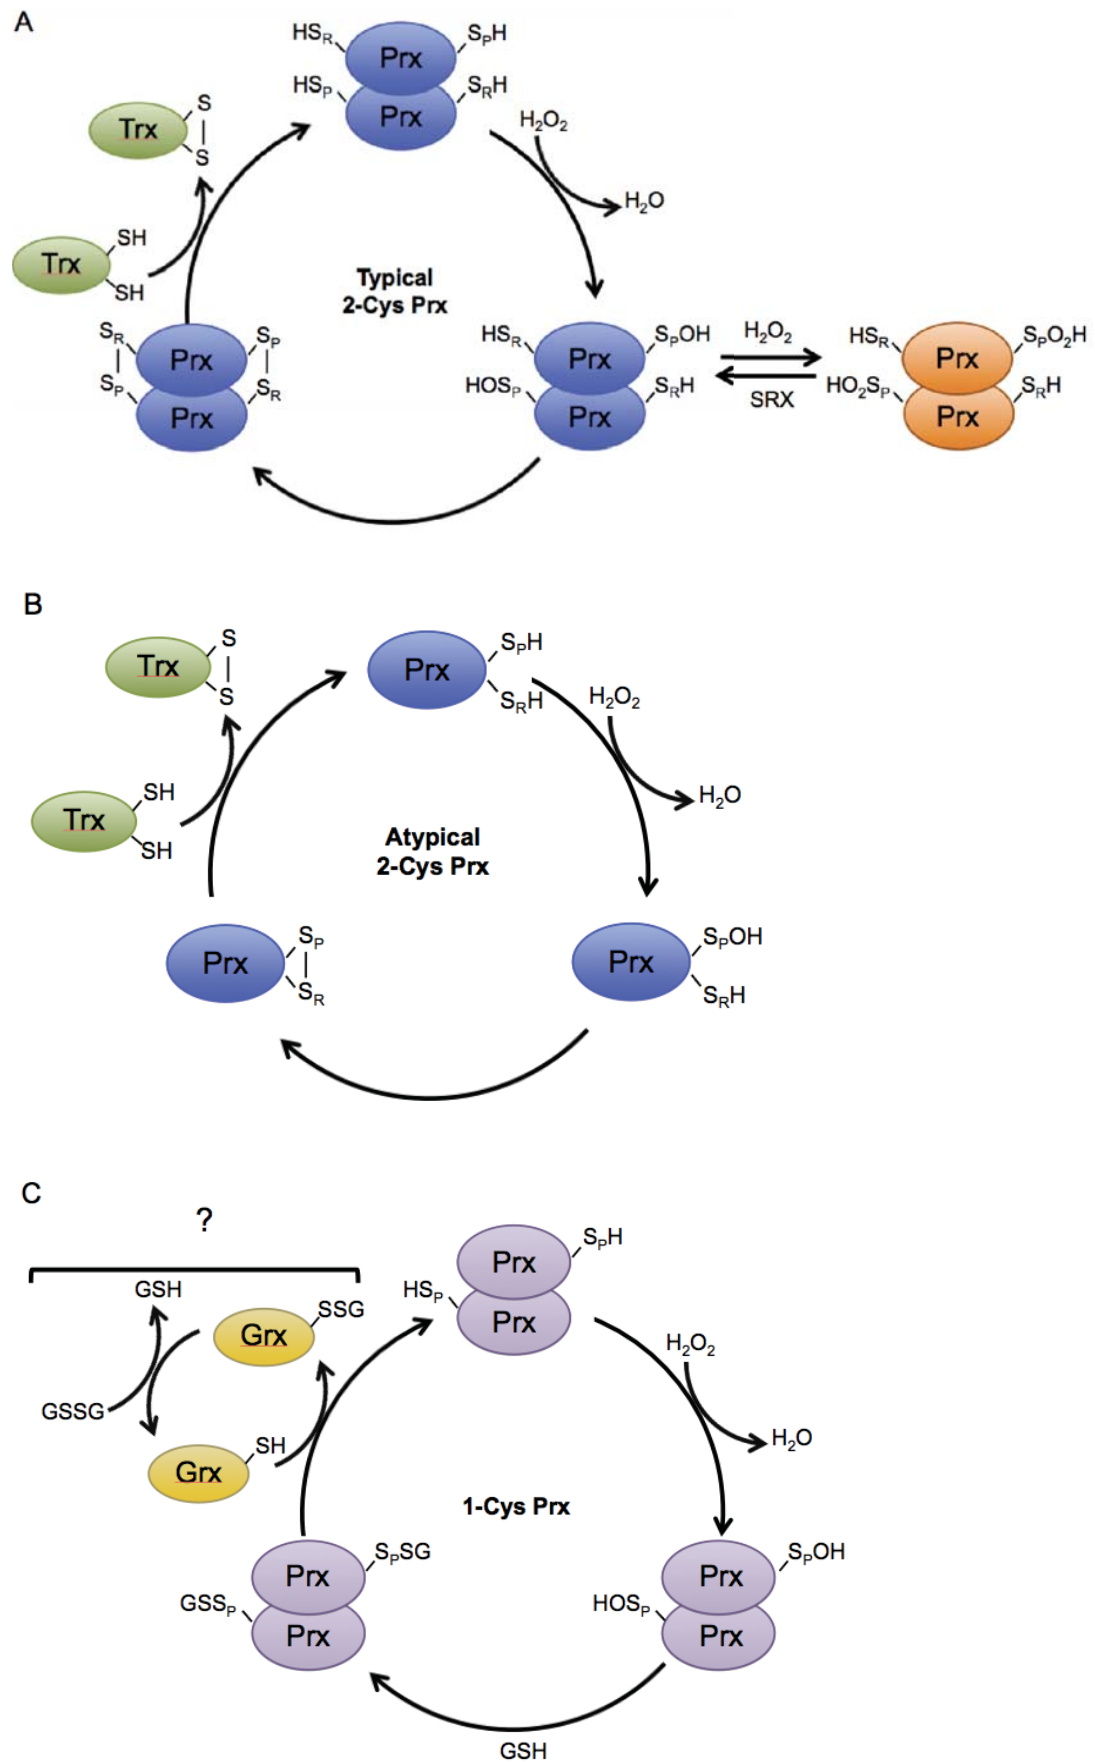 A
HSR
SPH
Prx
HSP
SRH
Prx
S
Trx
S
H2O2
H2O
SH
Trx
SH
Typical
2-Cys Prx
SR
SP
Prx
SP
SR
Prx
HSR
SPOH
Prx
HOSP
SRH
Prx
H2O2
SRX
HSR
SPO2H
Prx
HO2SP
SRH
Prx
B
S
Trx
S
SPH
Prx
SRH
H2O2
H2O
SH
Trx
SH
Atypical
2-Cys Prx
SP
Prx
SR
SPOH
Prx
SRH
C
?
GSH
SSG
Grx
GSSG
SH
Grx
SPH
Prx
HSP
Prx
H2O2
H2O
1-Cys Prx
SPSG
Prx
GSSP
Prx
SPOH
Prx
HOSP
Prx
GSH